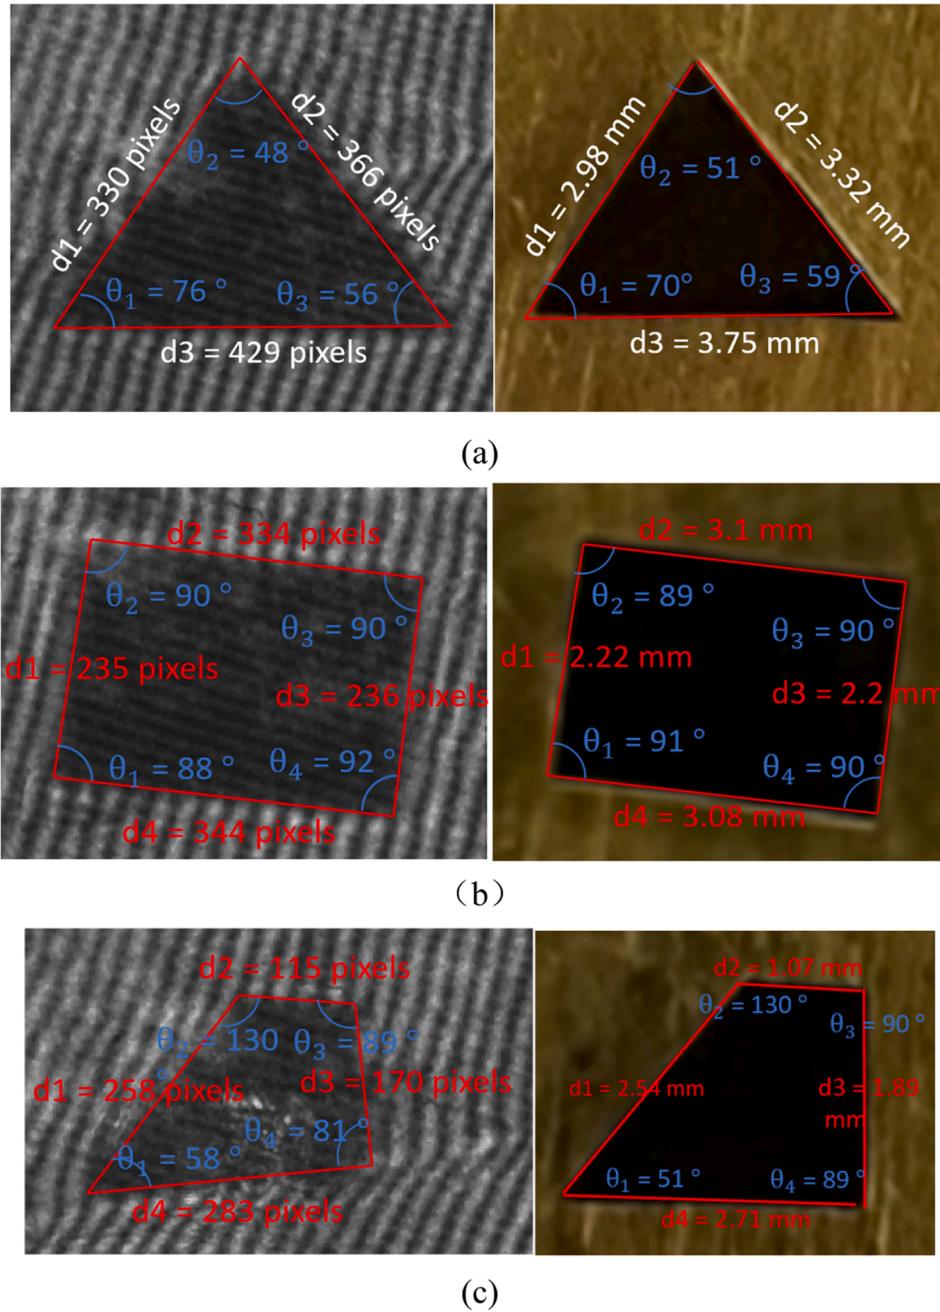 d1 = 330 pixels
d2 = 366 pixels
θ2 = 48 °
θ1 = 76 °
θ3 = 56 °
d3 = 429 pixels
d1 = 2.98 mm
d2 = 3.32 mm
θ2 = 51 °
θ1 = 70°
θ3 = 59 °
d3 = 3.75 mm
(a)
d2 = 334 pixels
θ2 = 90 °
θ3 = 90 °
d1 = 235 pixels
d3 = 236 pixels
θ1 = 88 °
θ4 = 92 °
d4 = 344 pixels
d2 = 3.1 mm
θ2 = 89 °
θ3 = 90 °
d1 = 2.22 mm
d3 = 2.2 mm
θ1 = 91 °
θ4 = 90 °
d4 = 3.08 mm
(b)
d2 = 115 pixels
θ2 = 130 °
θ3 = 89 °
d1 = 258 pixels
d3 = 170 pixels
θ4 = 81 °
θ1 = 58 °
d4 = 283 pixels
d2 = 1.07 mm
θ2 = 130 °
θ3 = 90 °
d1 = 2.54 mm
d3 = 1.89
mm
θ1 = 51 °
θ4 = 89 °
d4 = 2.71 mm
(c)